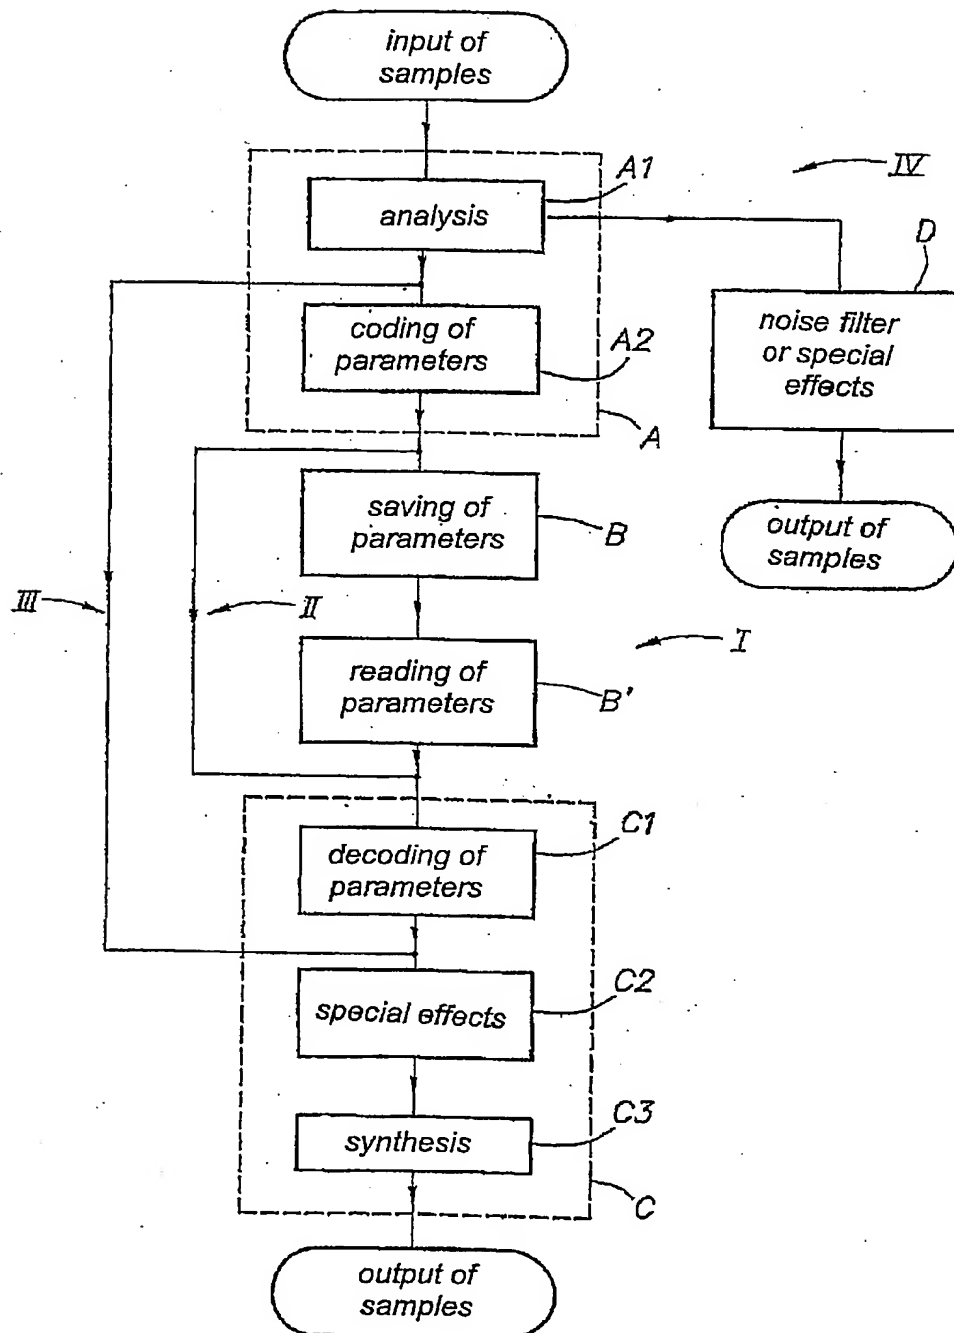 input of
samples
IV
A1
analysis
D
coding of
parameters
A2
noise filter
or special
effects
A
saving of
parameters
B
output of
samples
III
II
I
reading of
parameters
B'
C1
decoding of
parameters
C2
special effects
C3
synthesis
C
output of
samples